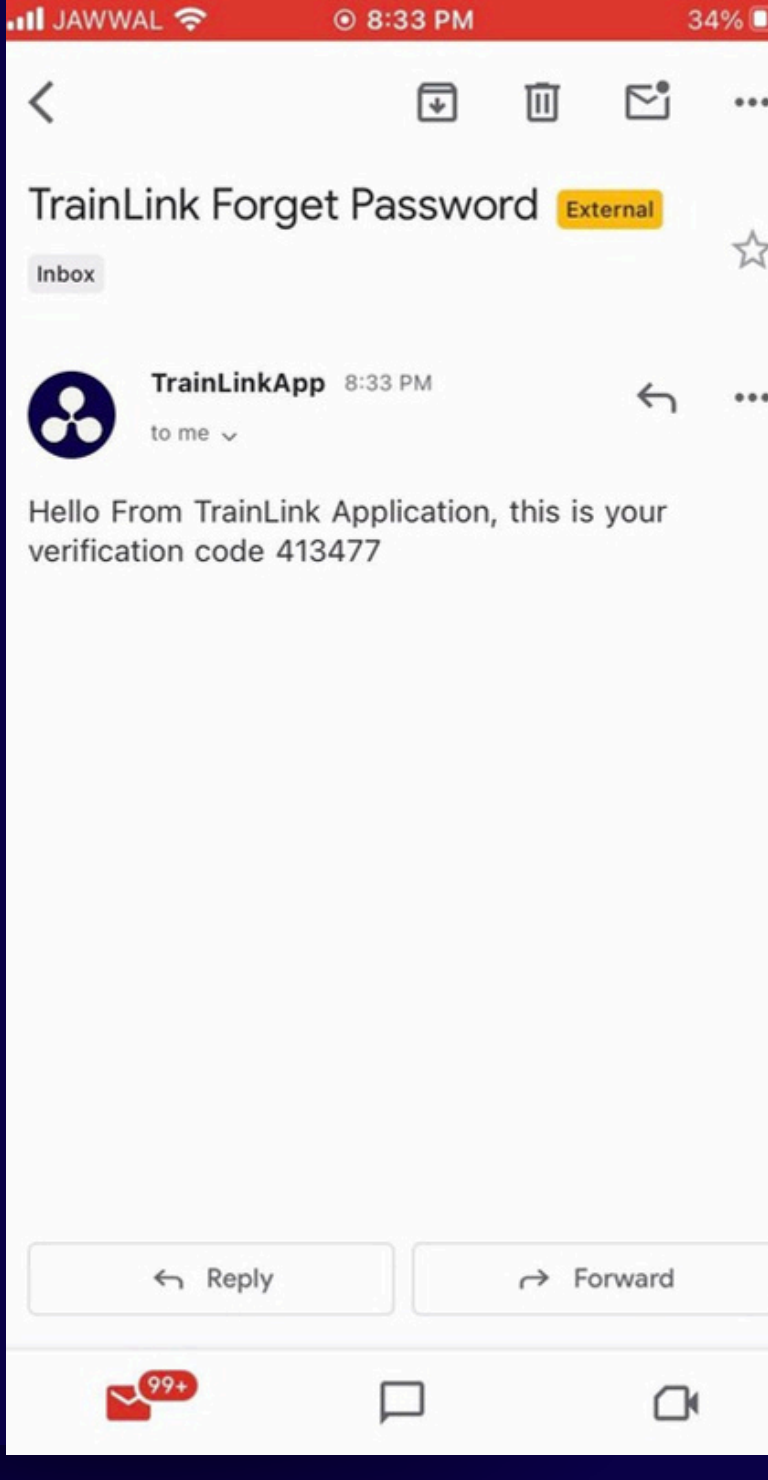 JAWWAL 8:33 PM 34%
TrainLink Forget Password External
Inbox
TrainLinkApp 8:33 PM
to me
Hello From TrainLink Application, this is your
verification code 413477
Reply Forward
99+